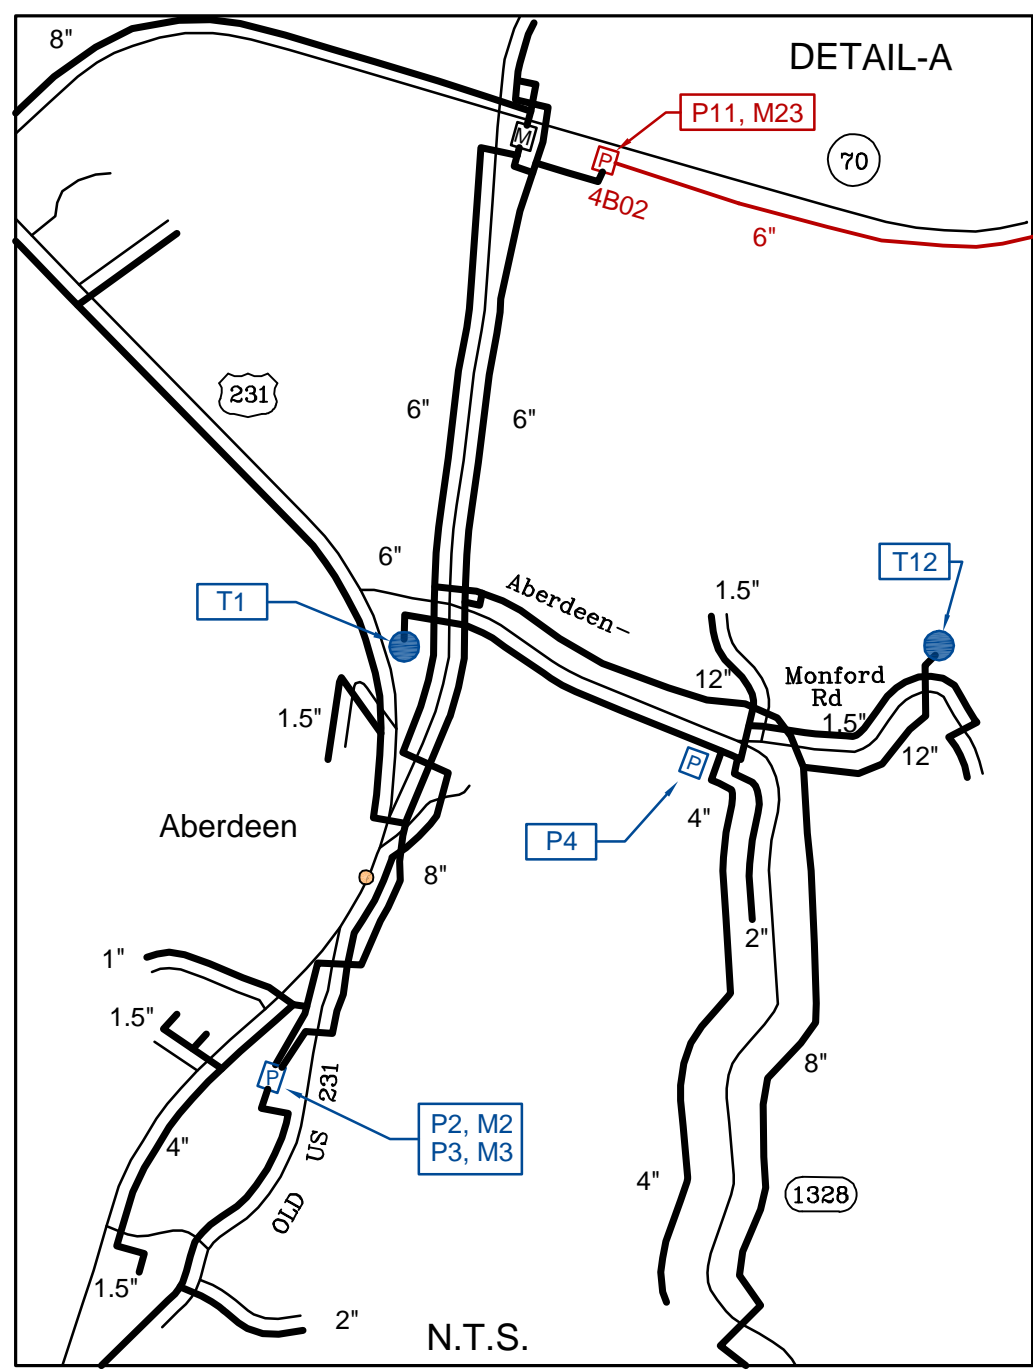 8"
DETAIL-A
P11, M23
M
P
70
4B02
6"
231
6"
6"
6"
Aberdeen-
T12
1.5"
T1
Monford
Rd
12"
1.5"
1.5"
12"
P
4"
Aberdeen
P4
8"
2"
1"
1.5"
8"
P
OLD US 231
P2, M2
P3, M3
4"
4"
1328
1.5"
2"
N.T.S.